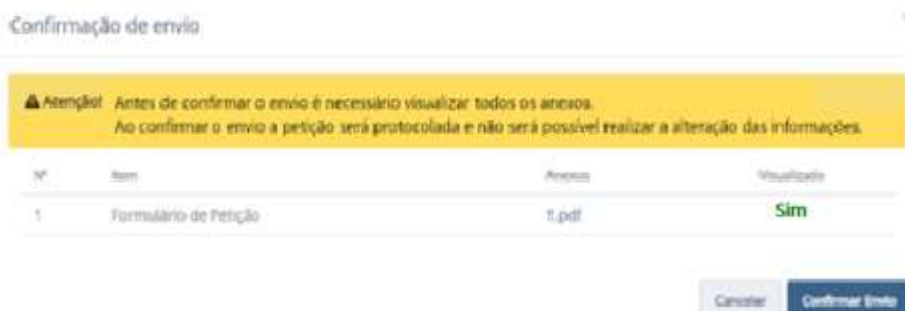 Confirmação de envio
Atenção! Antes de confirmar o envio é necessário visualizar todos os anexos.
Ao confirmar o envio a petição será protocolada e não será possível realizar a alteração das informações.
Nº Item Anexos Visualizado
1 Formulário de Petição 1.pdf Sim
Cancelar Confirmar Envio